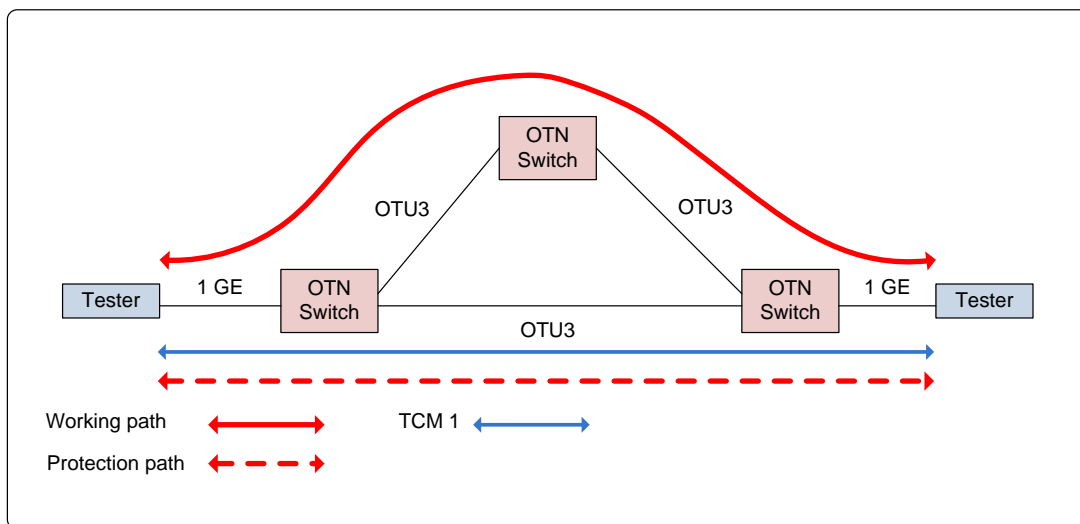 OTN
Switch
OTU3
OTU3
Tester
1 GE
OTN
Switch
OTN
Switch
1 GE
Tester
OTU3
Working path
TCM 1
Protection path